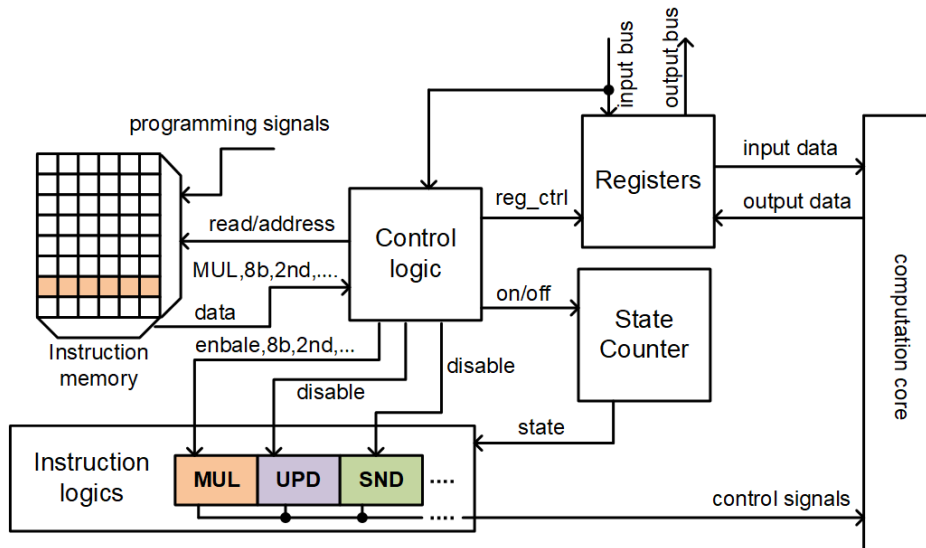 input bus
output bus
programming signals
input data
Registers
reg_ctrl
output data
read/address
Control
logic
MUL,8b,2nd,....
on/off
data
State
Counter
Instruction
memory
enbale,8b,2nd,...
disable
disable
computation core
state
Instruction
logics
MUL UPD SND ....
.... control signals